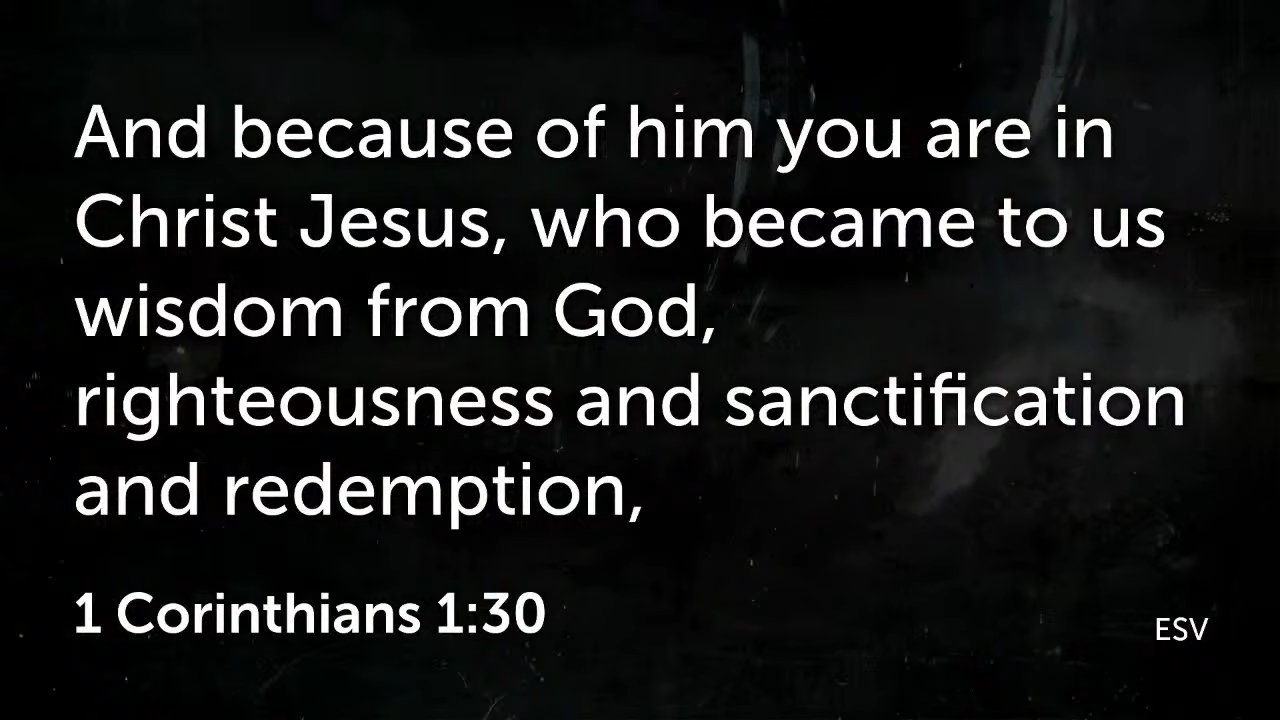 And because of him you are in
Christ Jesus, who became to us
wisdom from God,
righteousness and sanctification
and redemption,
1 Corinthians 1:30
ESV